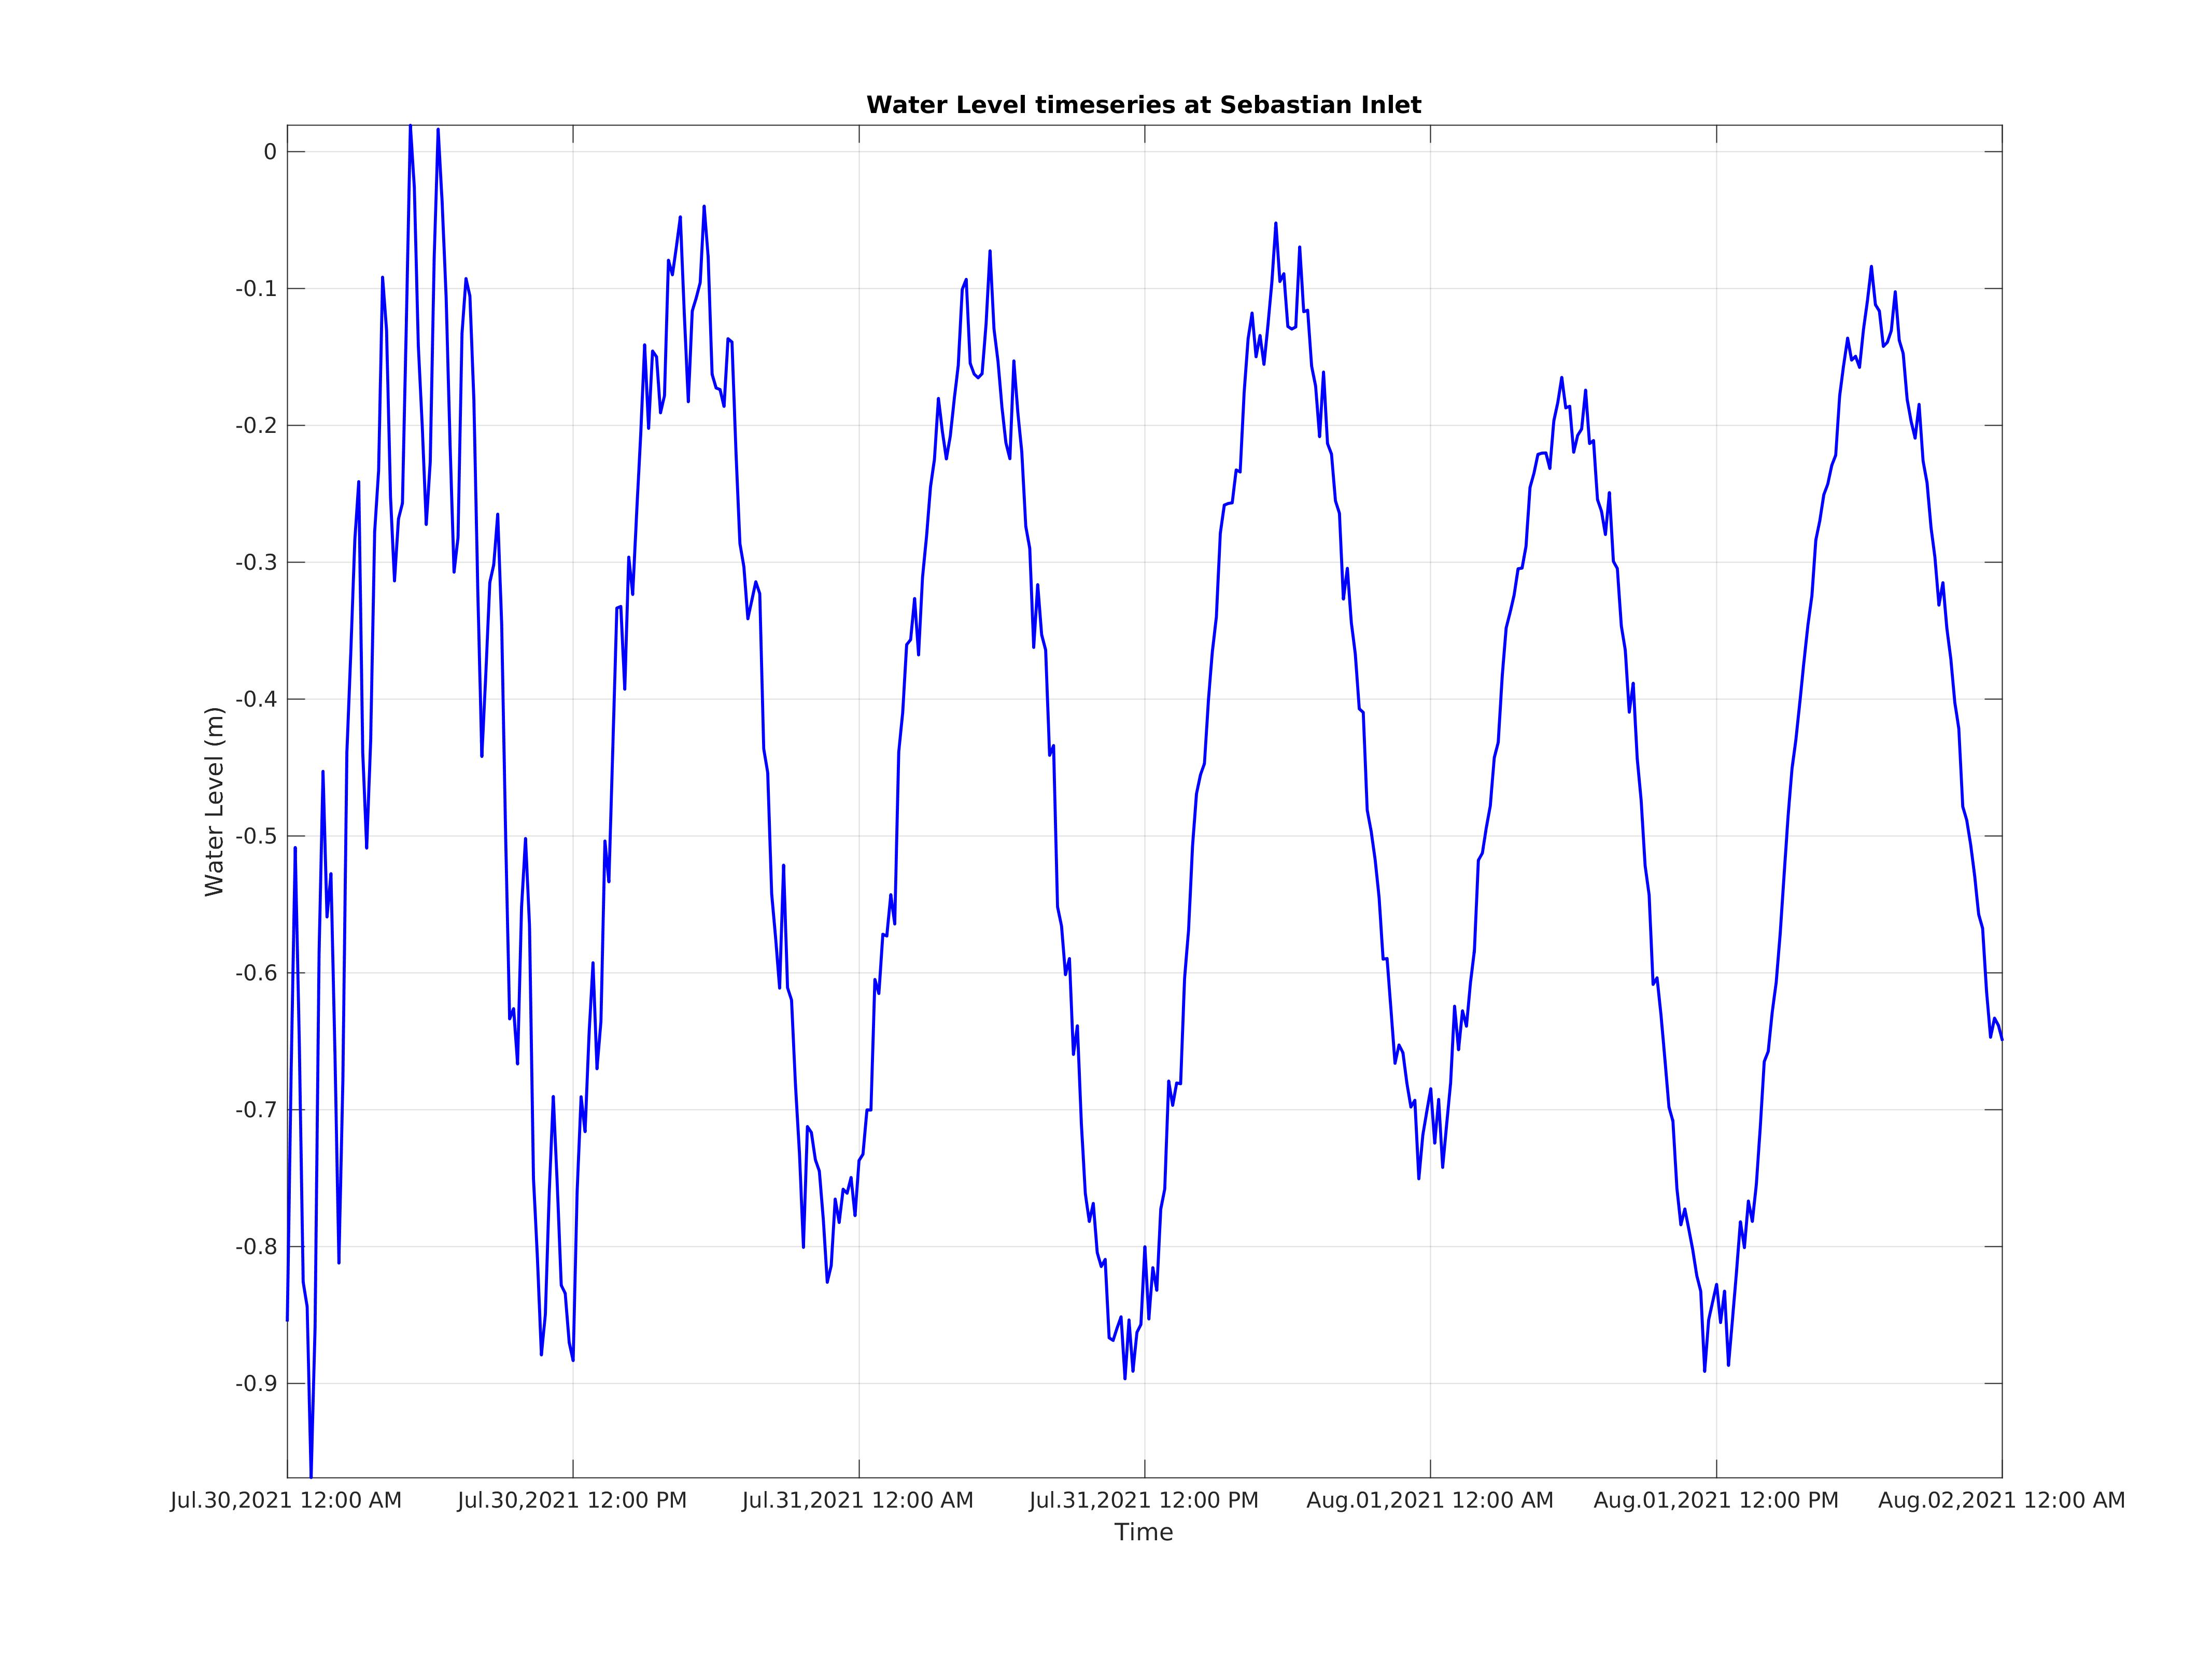 Water Level timeseries at Sebastian Inlet
0
-0.1
-0.2
-0.3
-0.4
-0.5
-0.6
-0.7
-0.8
-0.9
Water Level (m)
Jul.30,2021 12:00 AM Jul.30,2021 12:00 PM Jul.31,2021 12:00 AM Jul.31,2021 12:00 PM Aug.01,2021 12:00 AM Aug.01,2021 12:00 PM Aug.02,2021 12:00 AM
Time